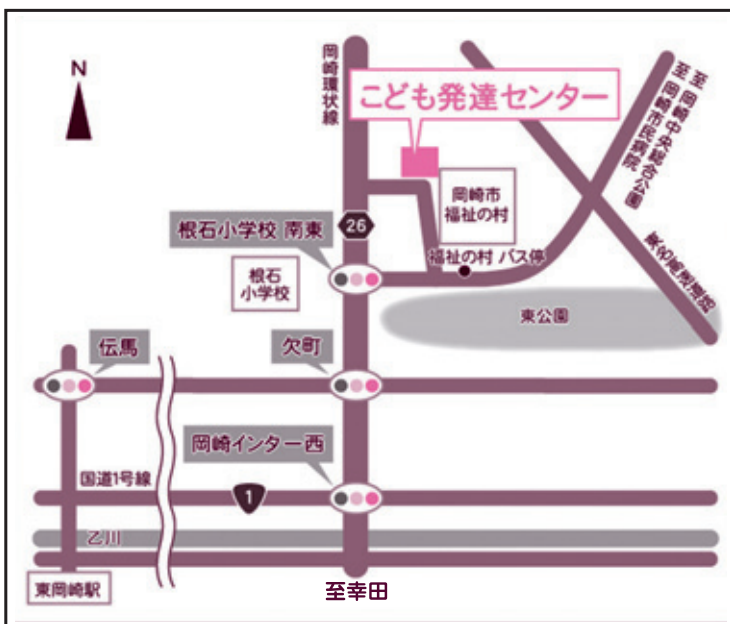 N
岡崎環状線
こども発達センター
至 岡崎中央総合公園
至 岡崎市民病院
岡崎市
福祉の村
根石小学校 南東
26
福祉の村 バス停
根石
小学校
東公園
伝馬
欠町
岡崎インター西
国道1号線
1
乙川
東岡崎駅
至幸田